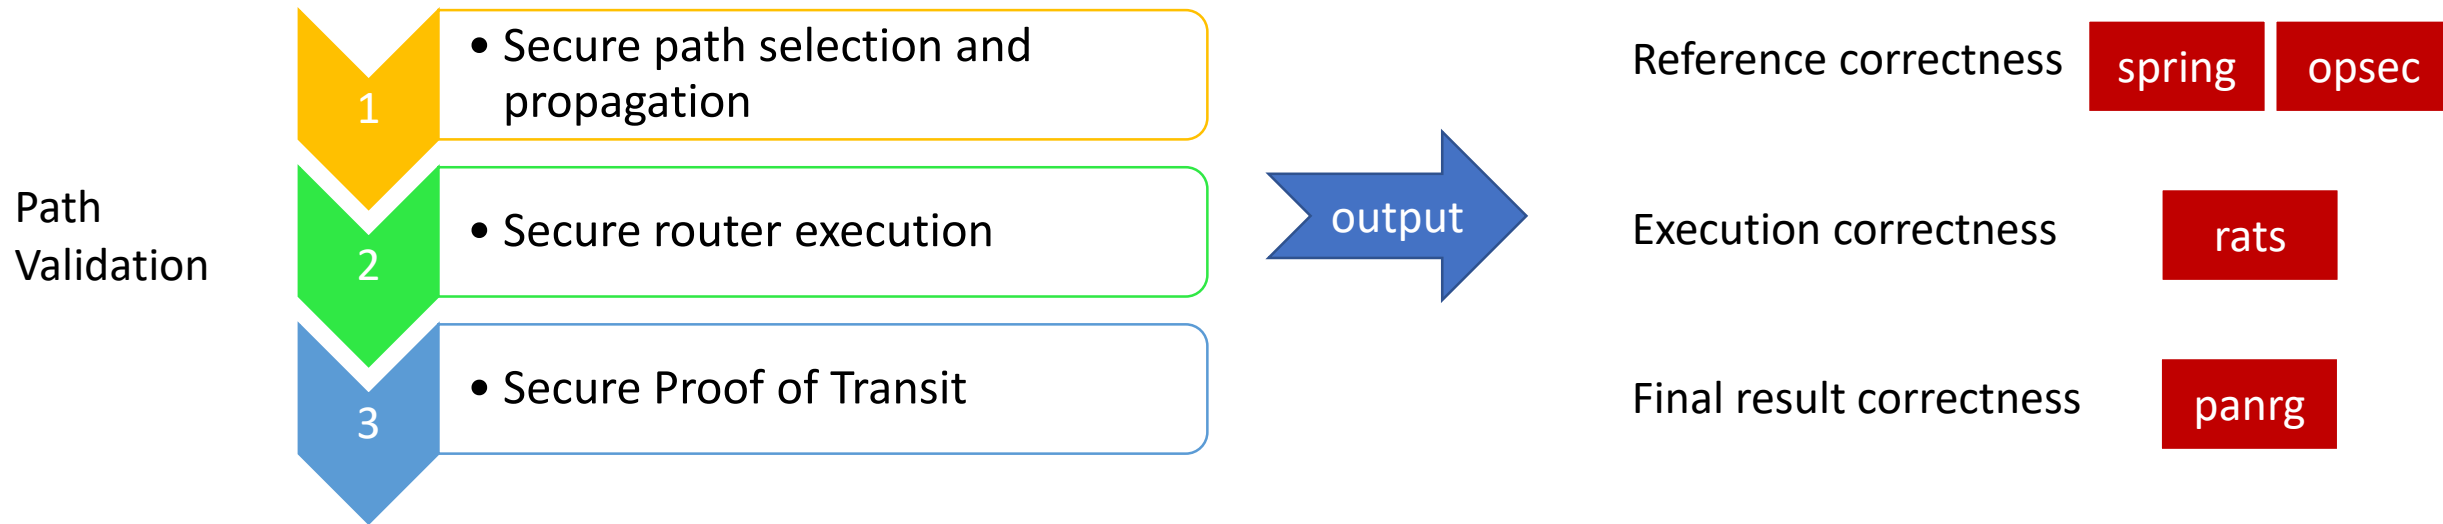 Path
Validation
1
• Secure path selection and
propagation
2
• Secure router execution
3
• Secure Proof of Transit
output
Reference correctness
spring
opsec
Execution correctness
rats
Final result correctness
panrg